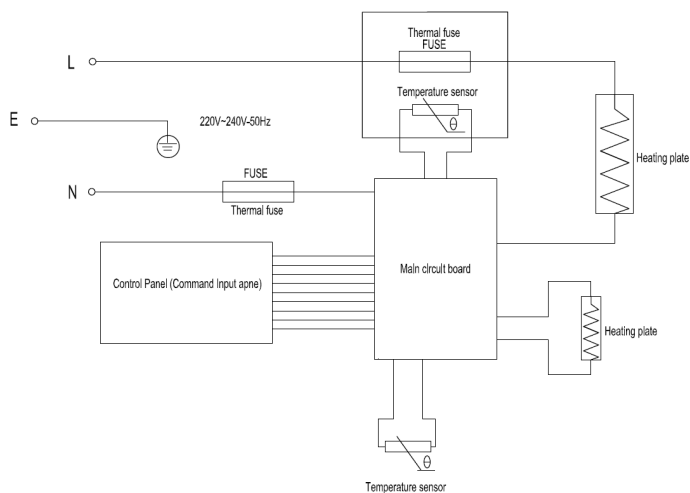 Thermal fuse
FUSE
L
Temperature sensor
θ
E
220V~240V-50Hz
Heating plate
FUSE
N
Thermal fuse
Main circuit board
Control Panel (Command Input apne)
Heating plate
θ
Temperature sensor